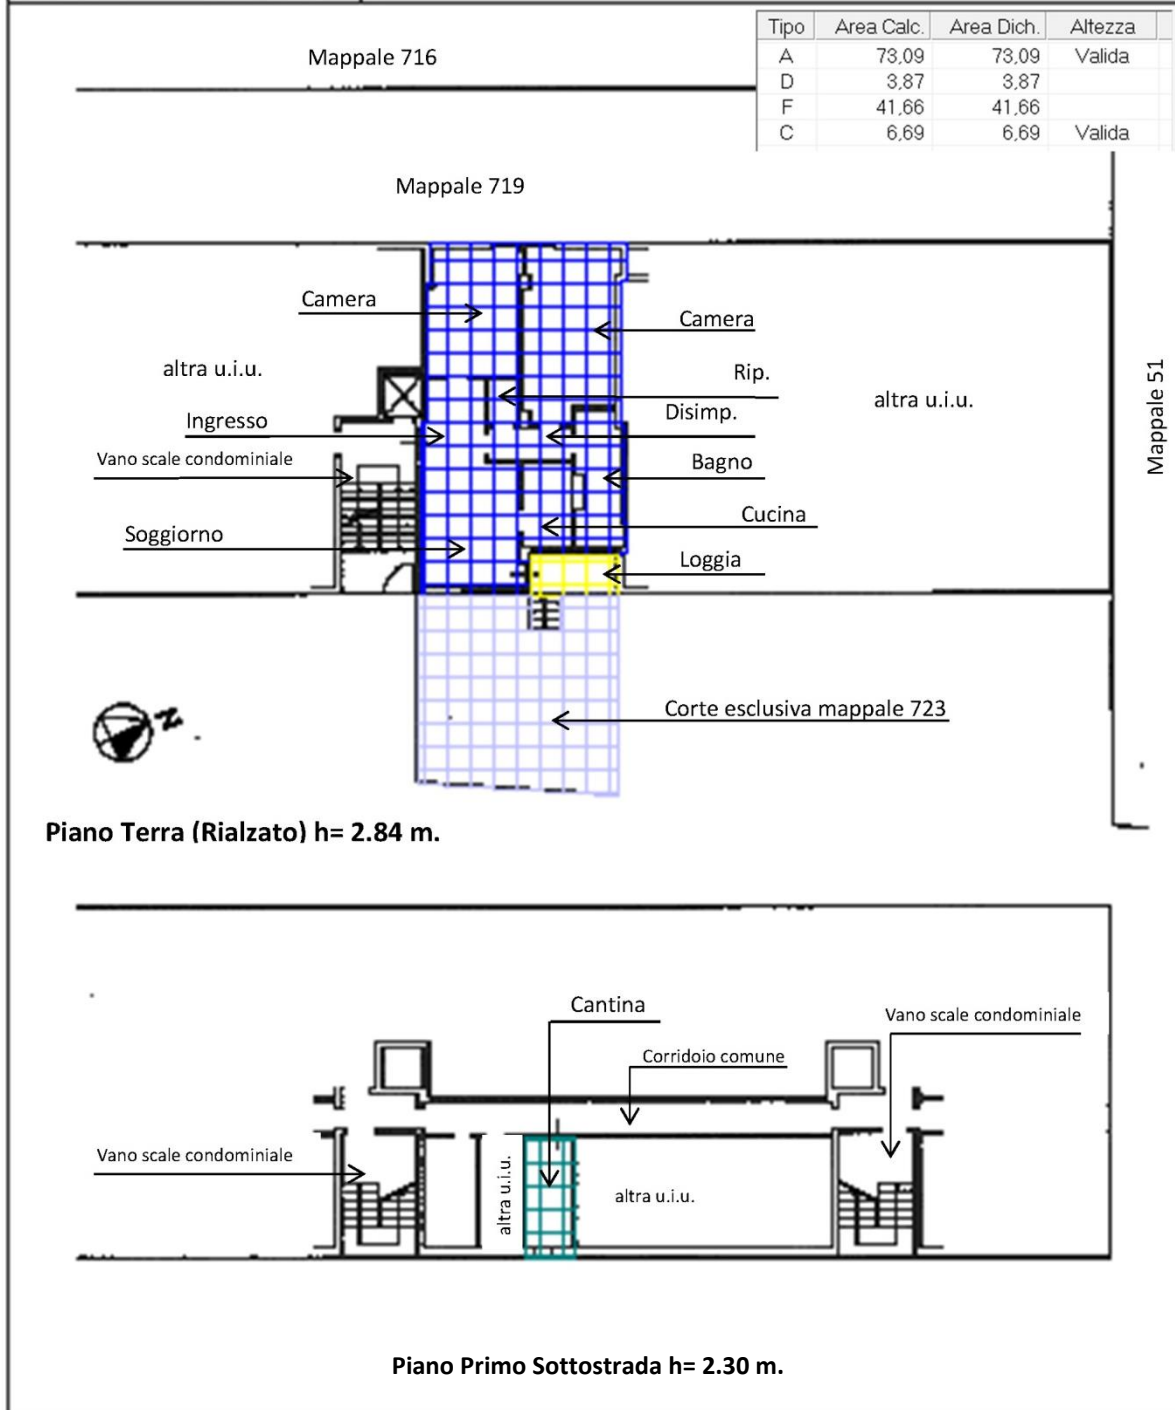 Tipo Area Calc. Area Dich. Altezza
A 73,09 73,09 Valida
D 3,87 3,87
F 41,66 41,66
C 6,69 6,69 Valida
Mappale 716
Mappale 719
Camera
Camera
altra u.i.u.
Rip.
altra u.i.u.
Mappale 51
Ingresso
Disimp.
Vano scale condominiale
Bagno
Soggiorno
Cucina
Loggia
N
Corte esclusiva mappale 723
Piano Terra (Rialzato) h= 2.84 m.
Cantina
Vano scale condominiale
Corridoio comune
Vano scale condominiale
altra u.i.u.
altra u.i.u.
Piano Primo Sottostrada h= 2.30 m.